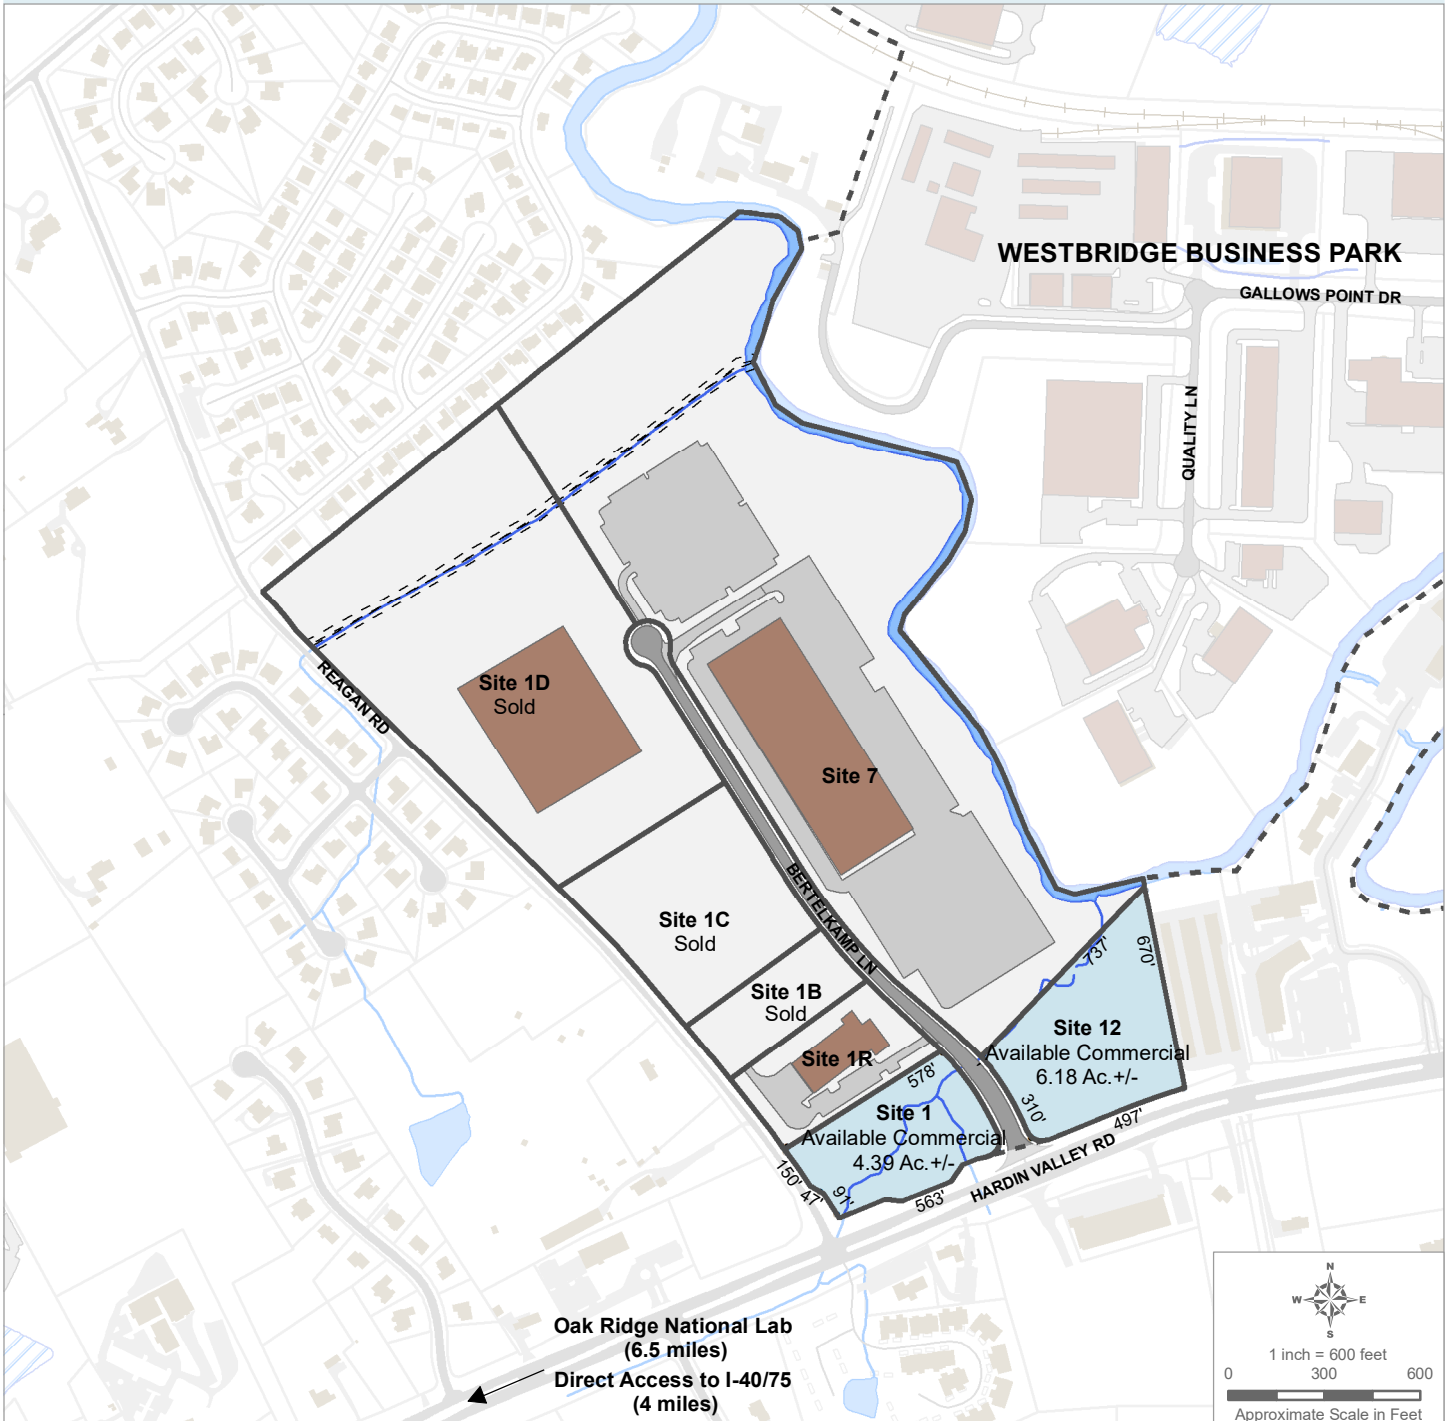 WESTBRIDGE BUSINESS PARK
GALLOWS POINT DR
QUALITY LN
REAGAN RD
Site 1D
Sold
Site 7
BERTELKAMP LN
Site 1C
Sold
Site 1B
Sold
Site 1R
737'
670'
Site 12
Available Commercial
6.18 Ac.+/-
310'
497'
578'
Site 1
Available Commercial
4.39 Ac.+/-
150'
47'
91'
563'
HARDIN VALLEY RD
Oak Ridge National Lab
(6.5 miles)
Direct Access to I-40/75
(4 miles)
N
W
E
S
1 inch = 600 feet
0 300 600
Approximate Scale in Feet